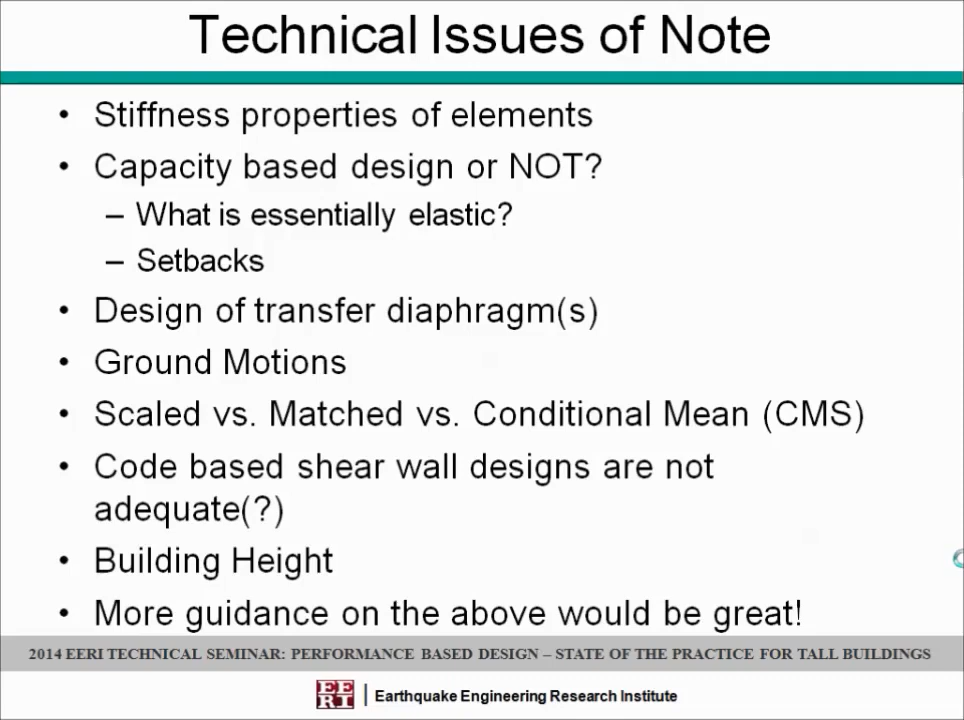 Technical Issues of Note
• Stiffness properties of elements
• Capacity based design or NOT?
– What is essentially elastic?
– Setbacks
• Design of transfer diaphragm(s)
• Ground Motions
• Scaled vs. Matched vs. Conditional Mean (CMS)
• Code based shear wall designs are not
adequate(?)
• Building Height
• More guidance on the above would be great!
2014 EERI TECHNICAL SEMINAR: PERFORMANCE BASED DESIGN – STATE OF THE PRACTICE FOR TALL BUILDINGS
EERI | Earthquake Engineering Research Institute